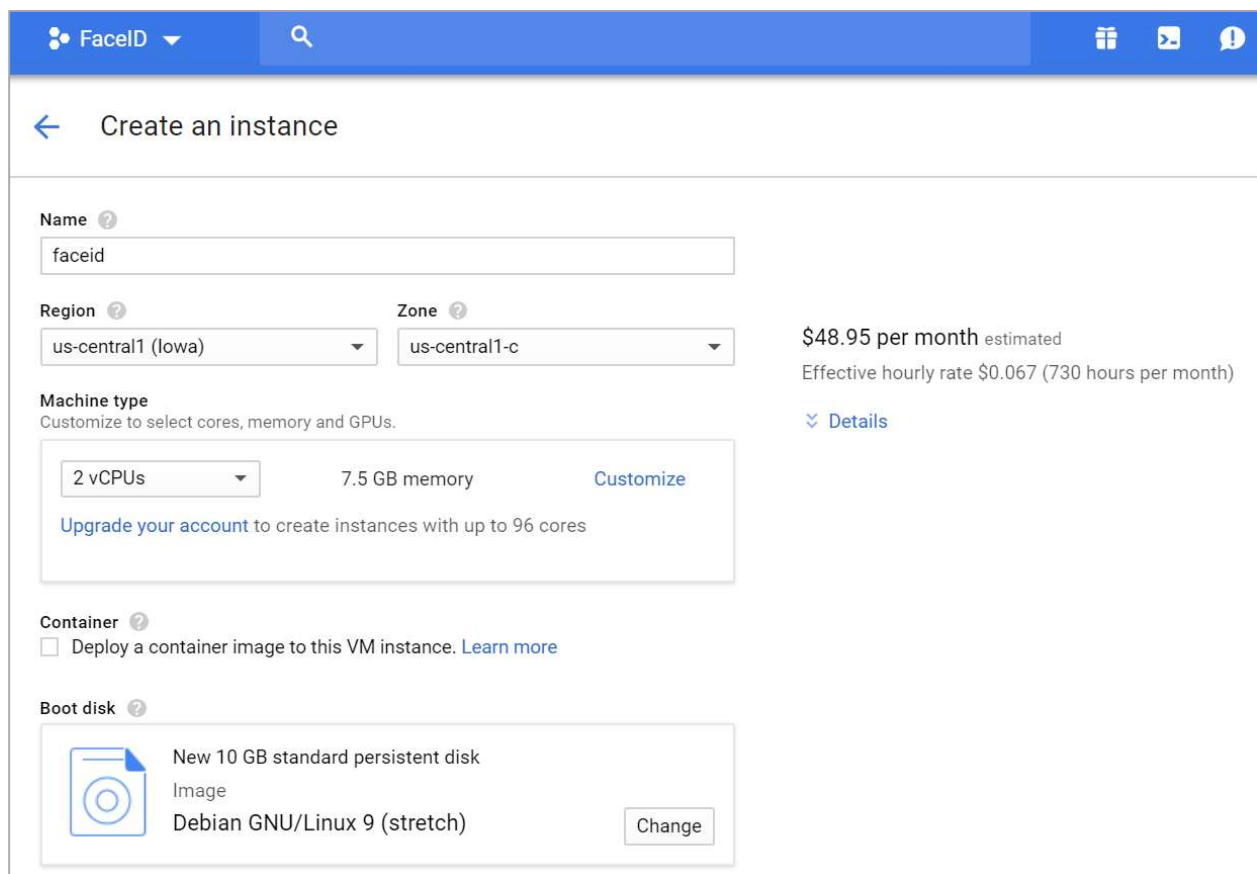 FaceID
Create an instance
Name
faceid
Region
Zone
us-central1 (Iowa)
us-central1-c
$48.95 per month estimated
Effective hourly rate $0.067 (730 hours per month)
Details
Machine type
Customize to select cores, memory and GPUs.
2 vCPUs
7.5 GB memory
Customize
Upgrade your account to create instances with up to 96 cores
Container
Deploy a container image to this VM instance. Learn more
Boot disk
New 10 GB standard persistent disk
Image
Debian GNU/Linux 9 (stretch)
Change